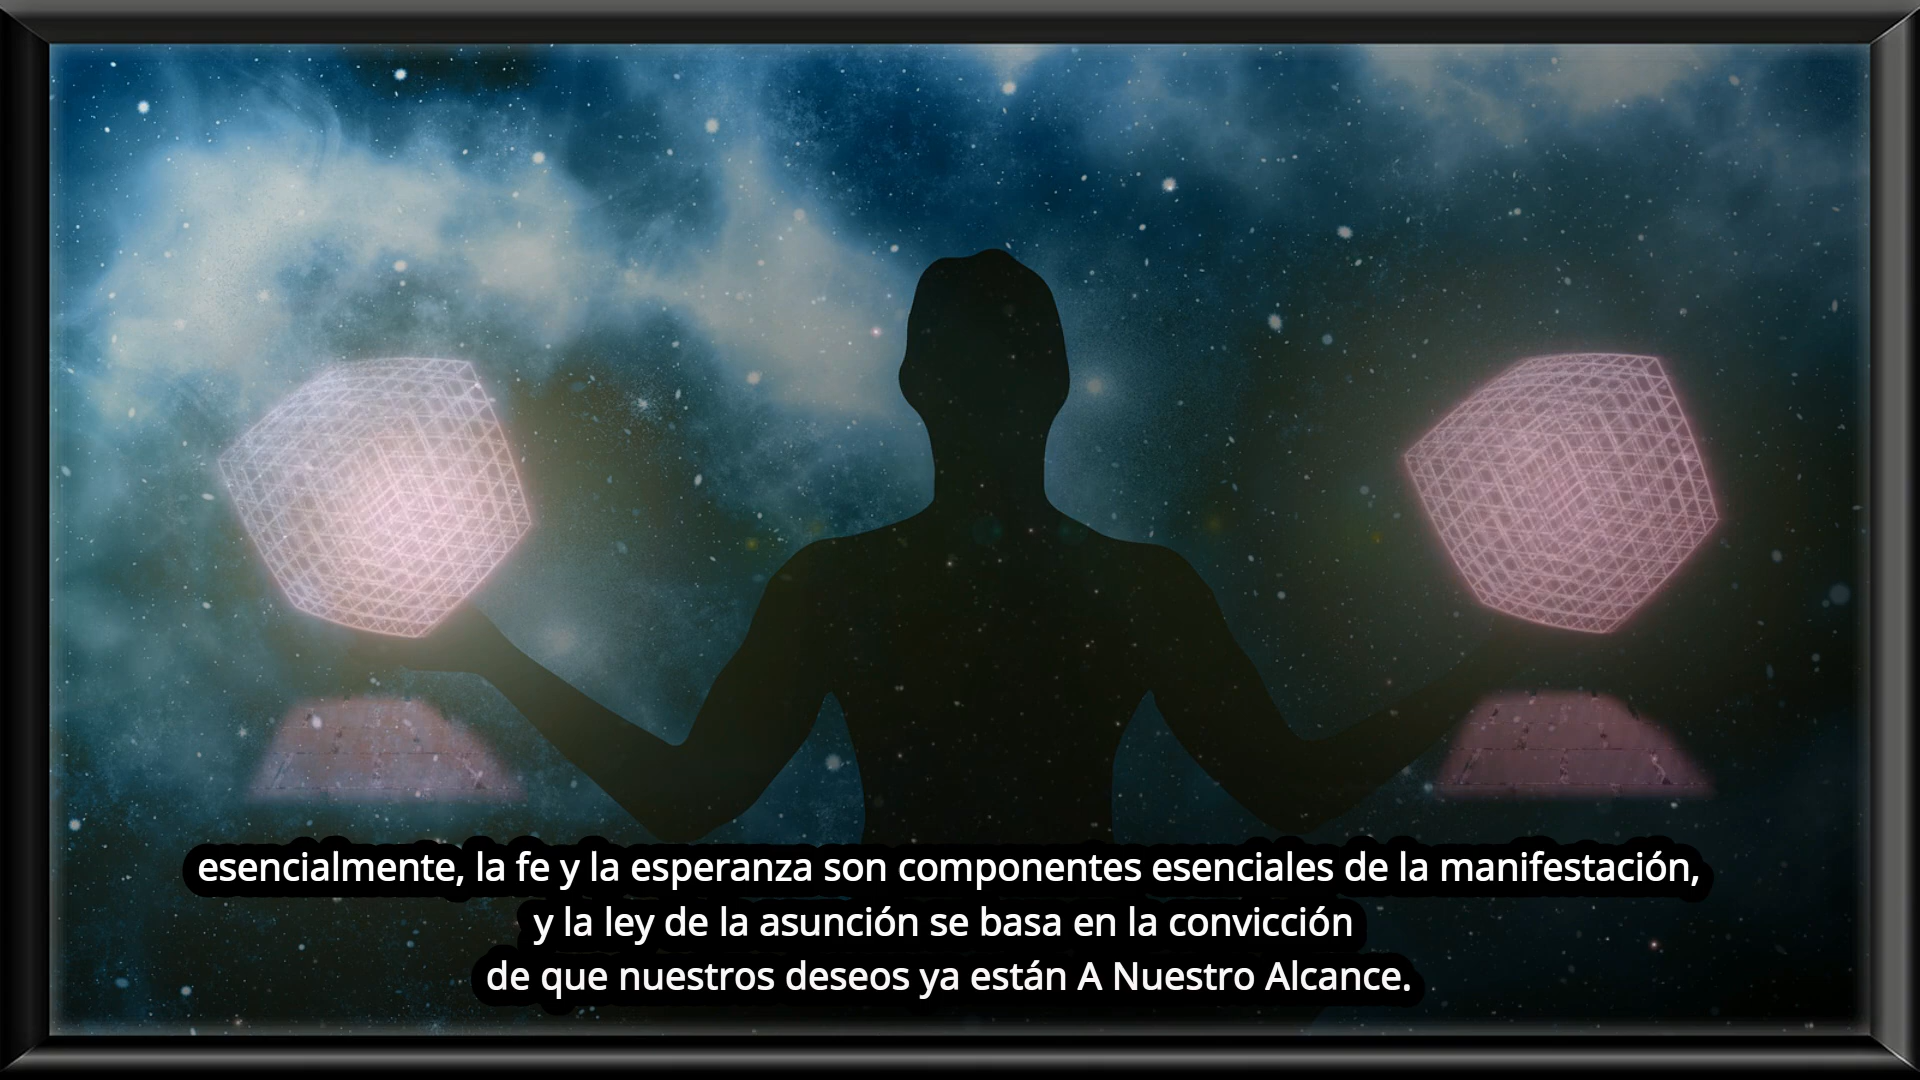 esencialmente, la fe y la esperanza son componentes esenciales de la manifestación,
y la ley de la asunción se basa en la convicción
de que nuestros deseos ya están A Nuestro Alcance.